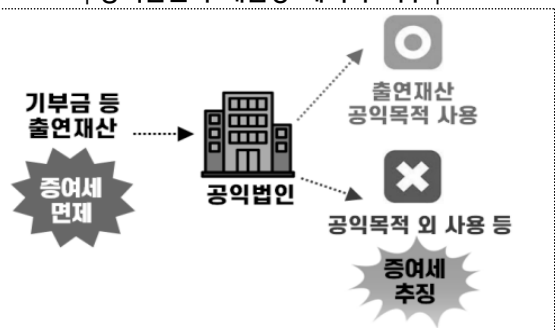 기부금 등
출연재산
증여세
면제
공익법인
출연재산
공익목적 사용
공익목적 외 사용 등
증여세
추징